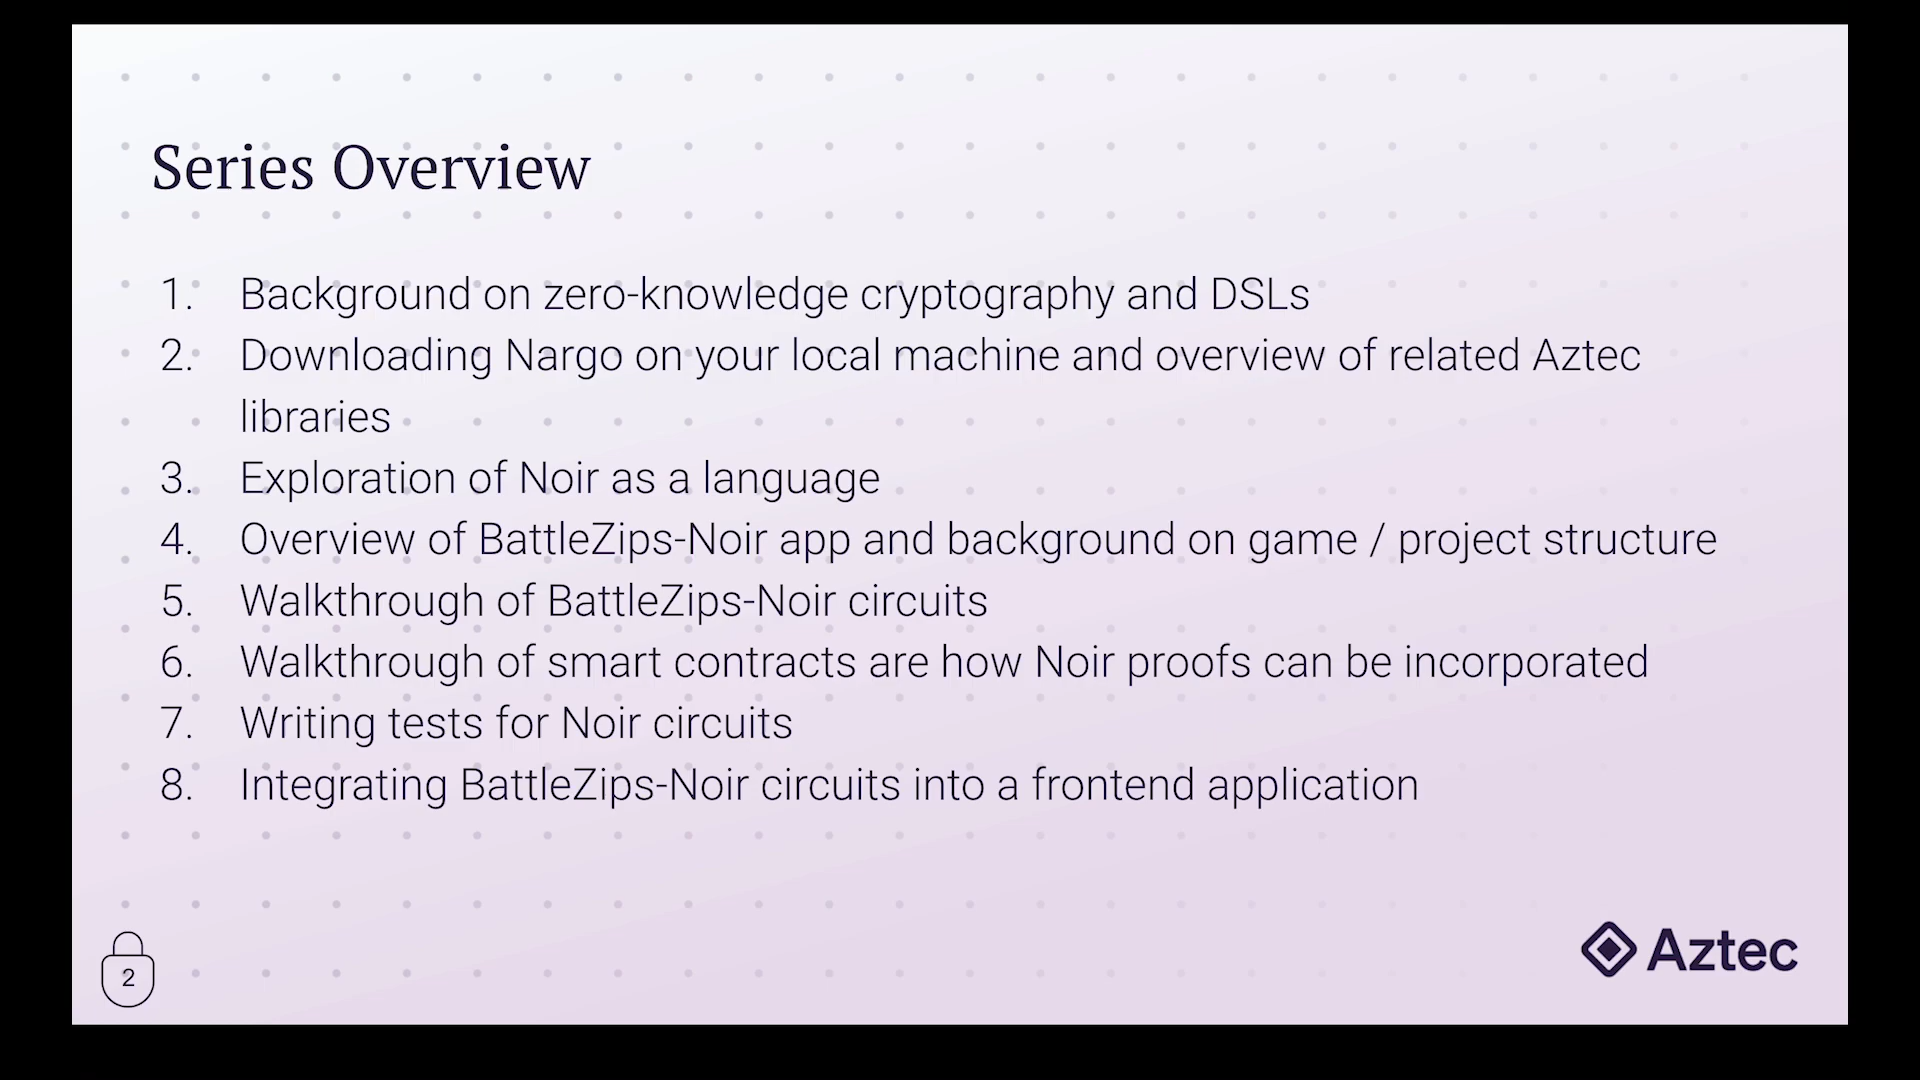 Series Overview
1. Background on zero-knowledge cryptography and DSLs
2. Downloading Nargo on your local machine and overview of related Aztec
libraries
3. Exploration of Noir as a language
4. Overview of BattleZips-Noir app and background on game / project structure
5. Walkthrough of BattleZips-Noir circuits
6. Walkthrough of smart contracts are how Noir proofs can be incorporated
7. Writing tests for Noir circuits
8. Integrating BattleZips-Noir circuits into a frontend application
2
Aztec